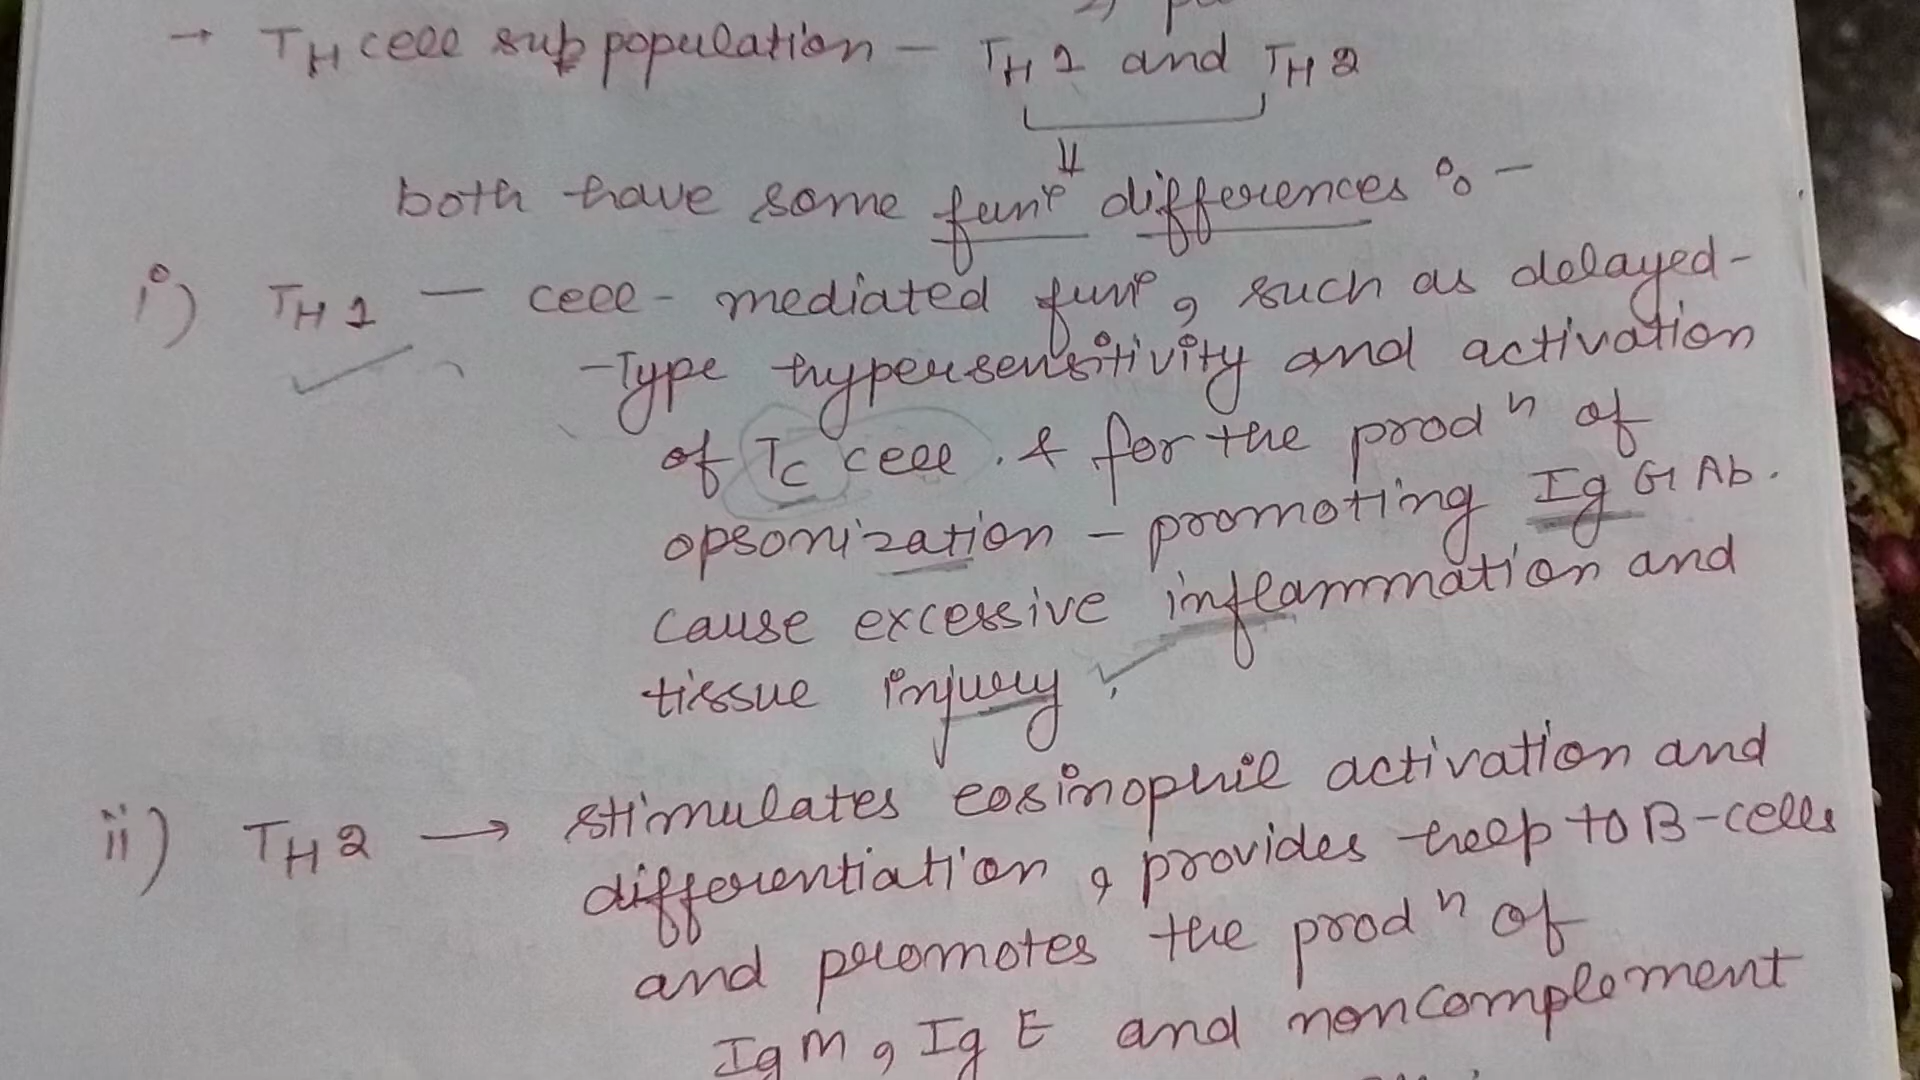 → TH cell subpopulation — TH1 and TH2
both have some funⁿ differences :-
i) TH1 — cell-mediated funⁿ, such as delayed-
-Type hypersensitivity and activation
of Tc cell. & for the prodⁿ of
opsonization - promoting IgG Ab.
cause excessive inflammation and
tissue injury.
ii) TH2 → stimulates eosinophil activation and
differentiation, provides help to B-cells
and promotes the prodⁿ of
IgM, IgE and noncomplement